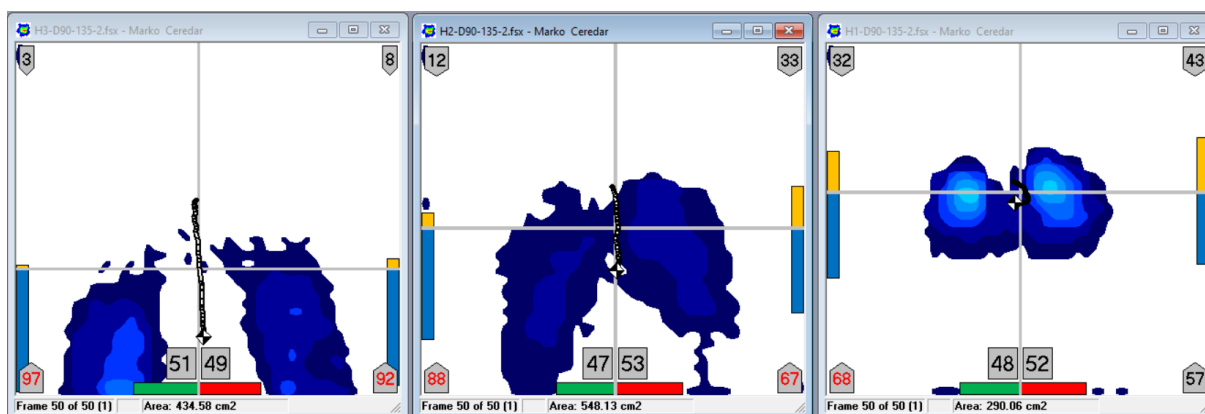 H3-D90-135-2.fsx - Marko Ceredar
3
8
51 49
97
92
Frame 50 of 50 (1) Area: 434.58 cm2
H2-D90-135-2.fsx - Marko Ceredar
12
33
47 53
88
67
Frame 50 of 50 (1) Area: 548.13 cm2
H1-D90-135-2.fsx - Marko Ceredar
32
43
48 52
68
57
Frame 50 of 50 (1) Area: 290.06 cm2